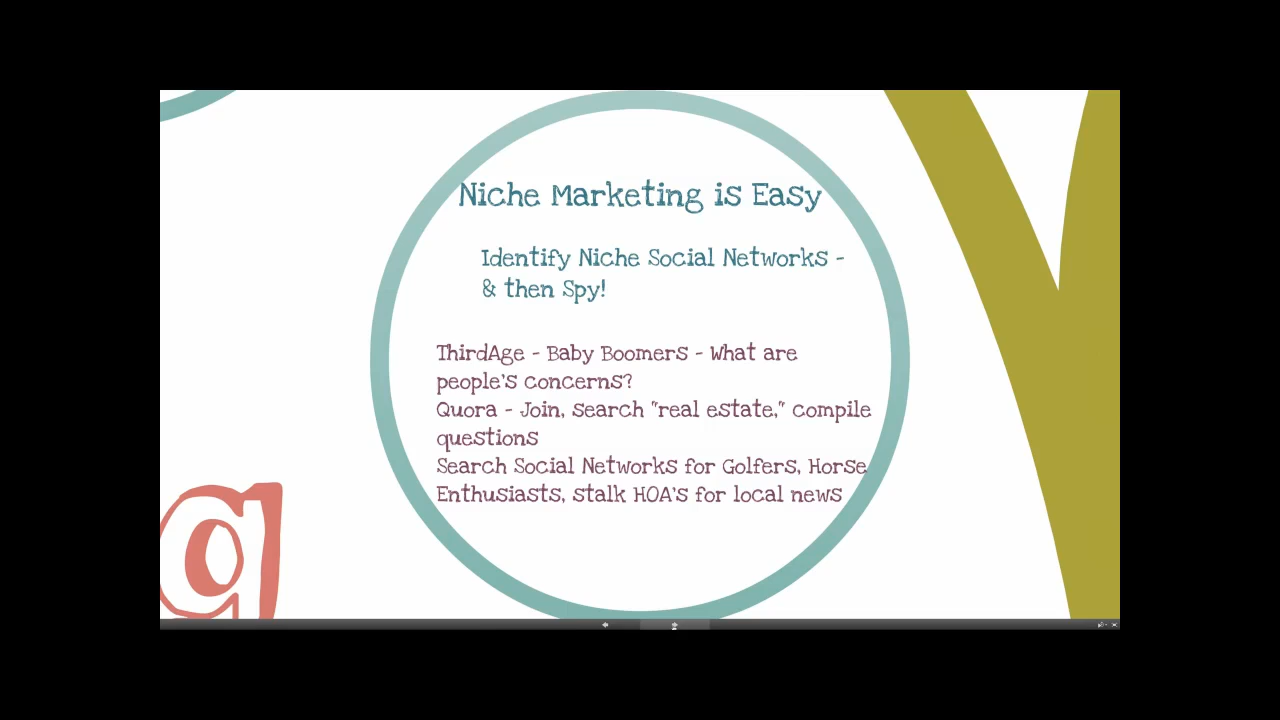 Niche Marketing is Easy
Identify Niche Social Networks -
& then Spy!
ThirdAge - Baby Boomers - What are
people's concerns?
Quora - Join, search "real estate," compile
questions
Search Social Networks for Golfers, Horse
Enthusiasts, stalk HOA's for local news
g